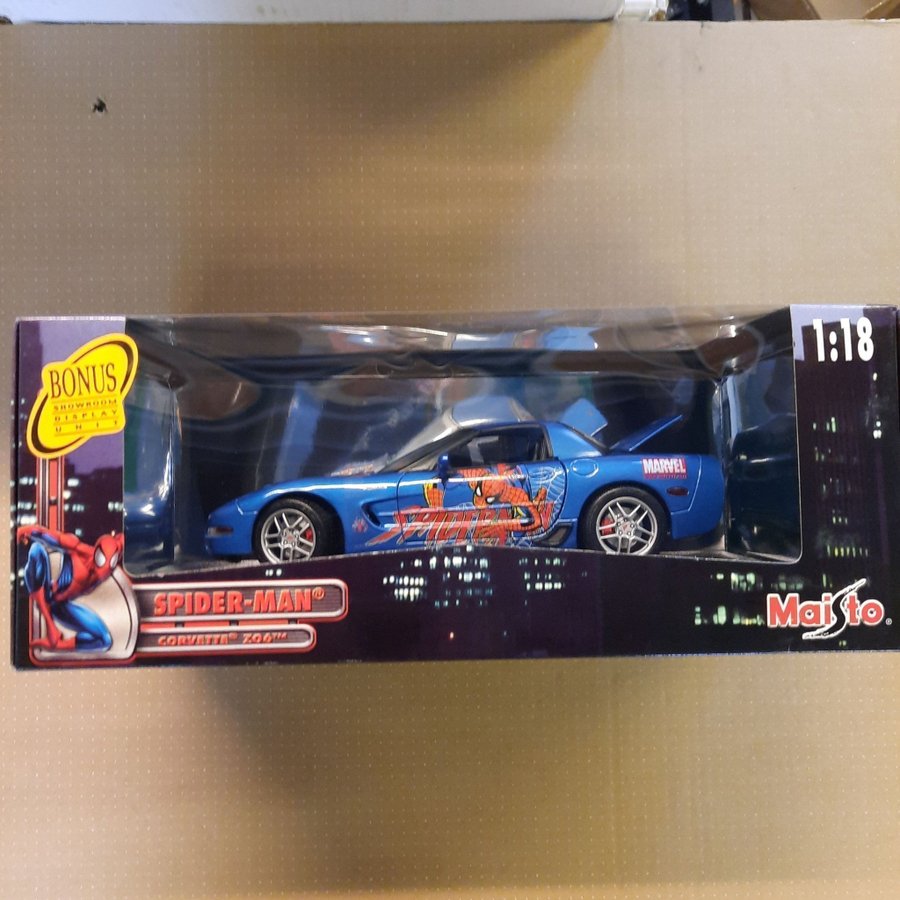 BONUS
SHOWROOM
DISPLAY
UNIT
1:18
MARVEL
SPIDER-MAN®
CORVETTE® Z06™
Maisto®